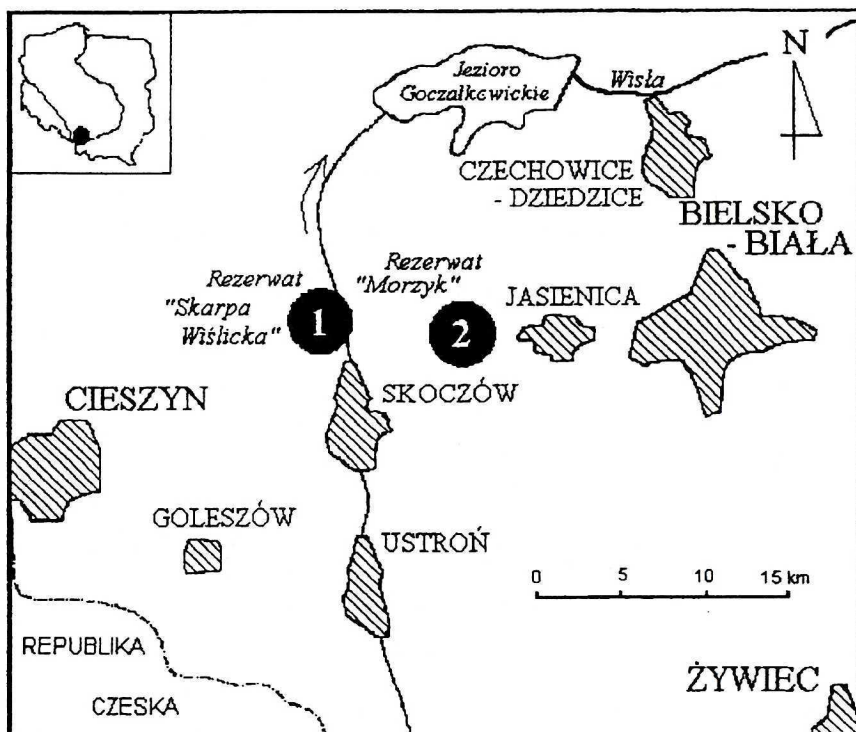 N
Jezioro
Goczałkowickie
Wisła
CZECHOWICE
- DZIEDZICE
BIELSKO
- BIAŁA
Rezerwat
"Skarpa
Wiślicka"
1
Rezerwat
"Morzyk"
2
JASIENICA
SKOCZÓW
CIESZYN
GOLESZÓW
USTROŃ
0 5 10 15 km
REPUBLIKA
CZESKA
ŻYWIEC